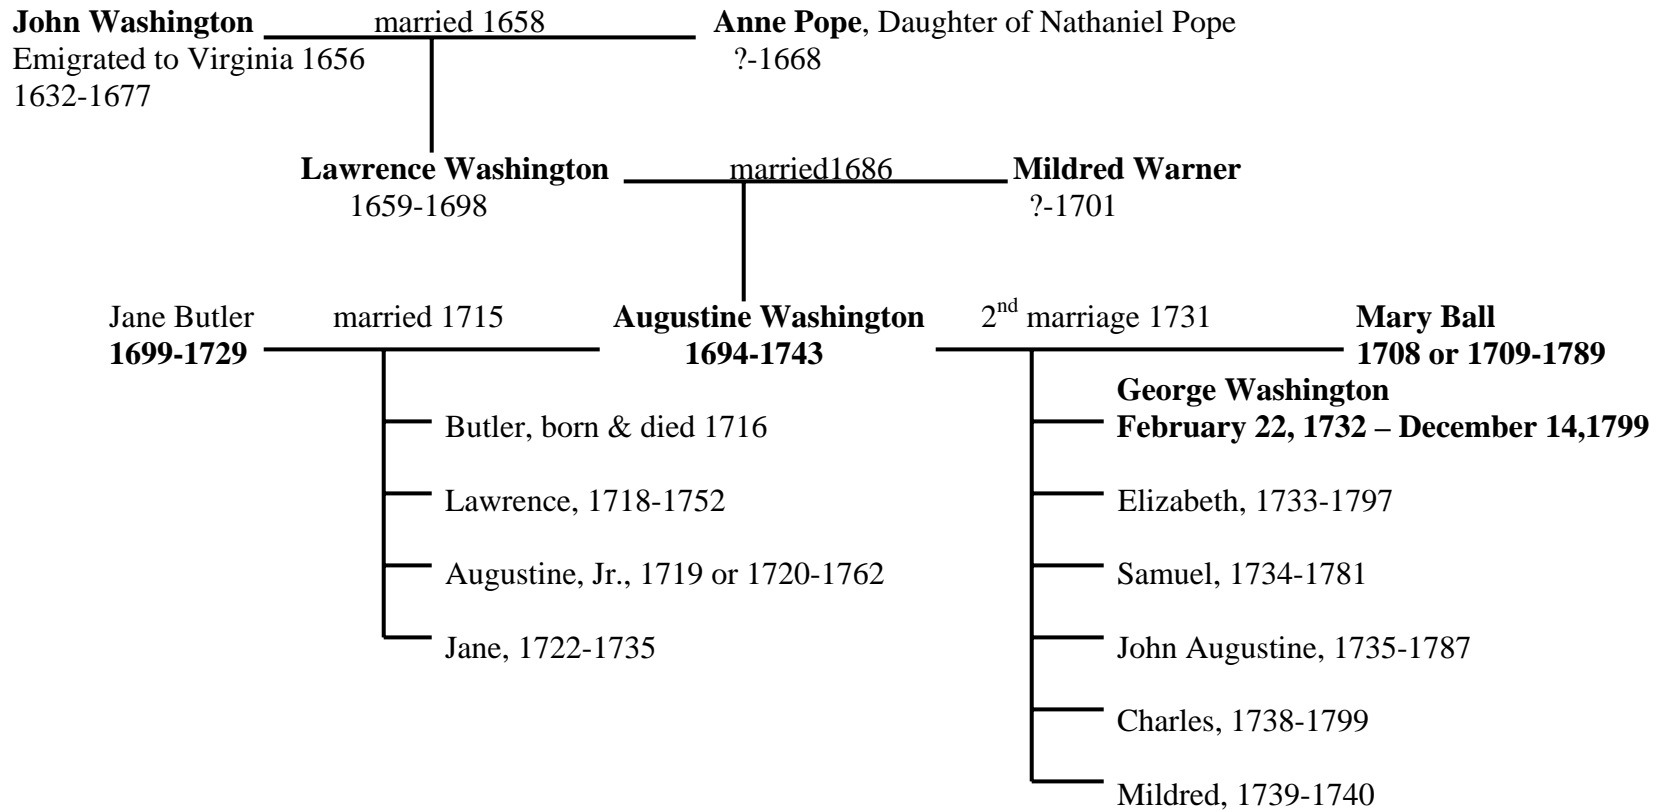 John Washington married 1658 Anne Pope, Daughter of Nathaniel Pope
Emigrated to Virginia 1656 ?-1668
1632-1677
Lawrence Washington married1686 Mildred Warner
1659-1698 ?-1701
Jane Butler married 1715 Augustine Washington 2nd marriage 1731 Mary Ball
1699-1729 1694-1743 1708 or 1709-1789
George Washington
Butler, born & died 1716 February 22, 1732 – December 14,1799
Lawrence, 1718-1752 Elizabeth, 1733-1797
Augustine, Jr., 1719 or 1720-1762 Samuel, 1734-1781
Jane, 1722-1735 John Augustine, 1735-1787
Charles, 1738-1799
Mildred, 1739-1740